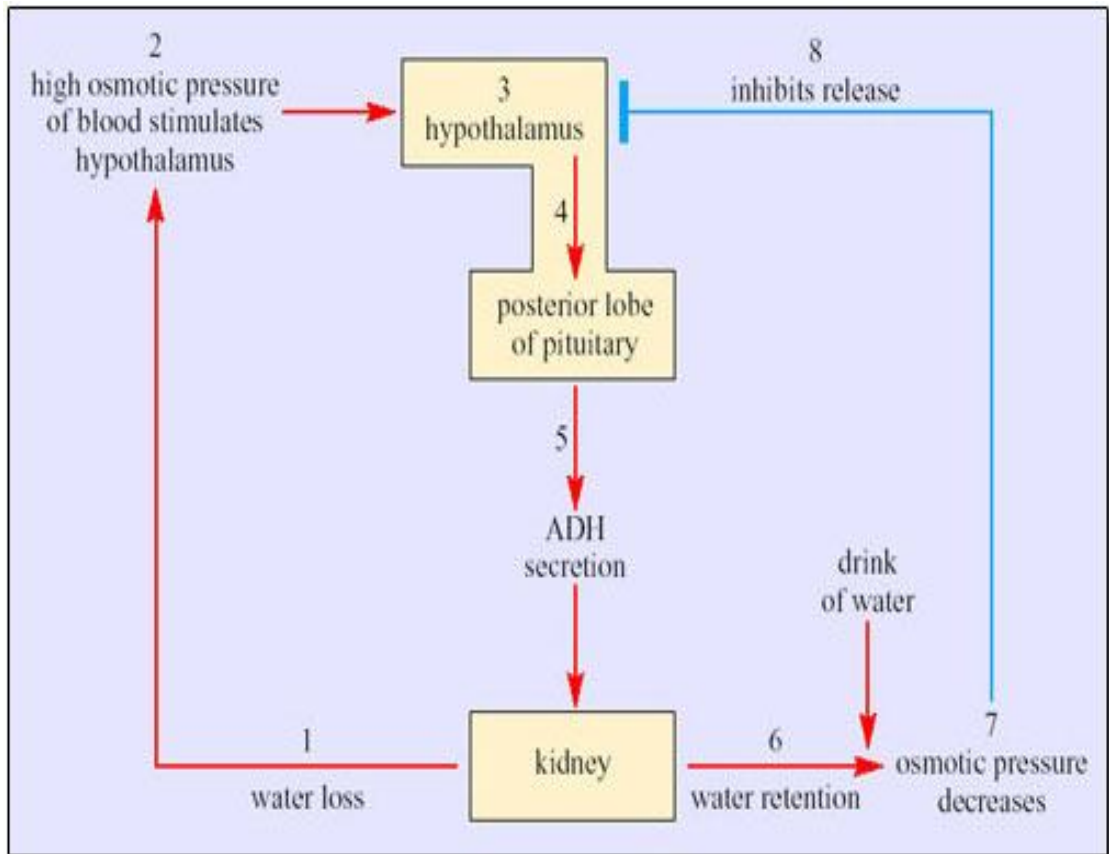 2
high osmotic pressure
of blood stimulates
hypothalamus
3
hypothalamus
8
inhibits release
4
posterior lobe
of pituitary
5
ADH
secretion
drink
of water
1
water loss
kidney
6
water retention
7
osmotic pressure
decreases